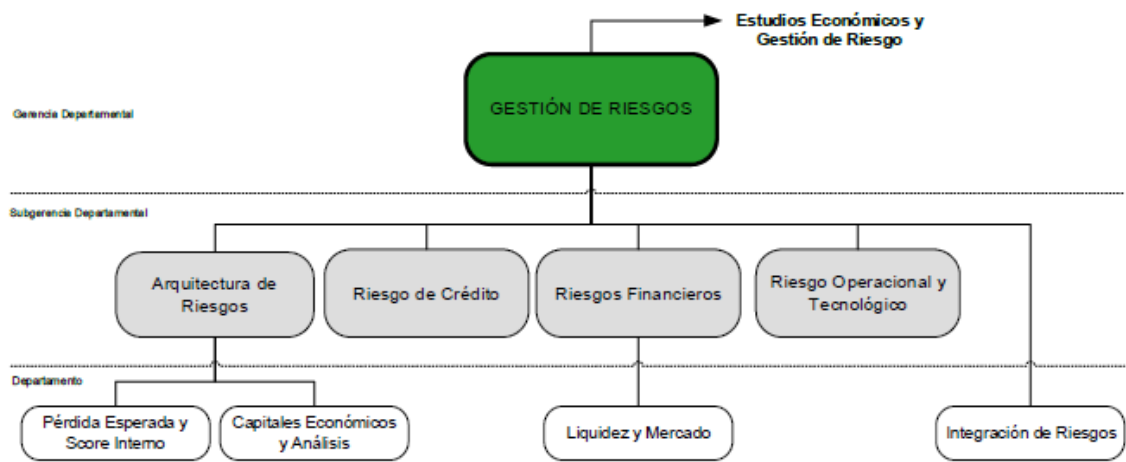 Estudios Económicos y
Gestión de Riesgo
GESTIÓN DE RIESGOS
Gerencia Departamental
Subgerencia Departamental
Arquitectura de
Riesgos
Riesgo de Crédito
Riesgos Financieros
Riesgo Operacional y
Tecnológico
Departamento
Pérdida Esperada y
Score Interno
Capitales Económicos
y Análisis
Liquidez y Mercado
Integración de Riesgos